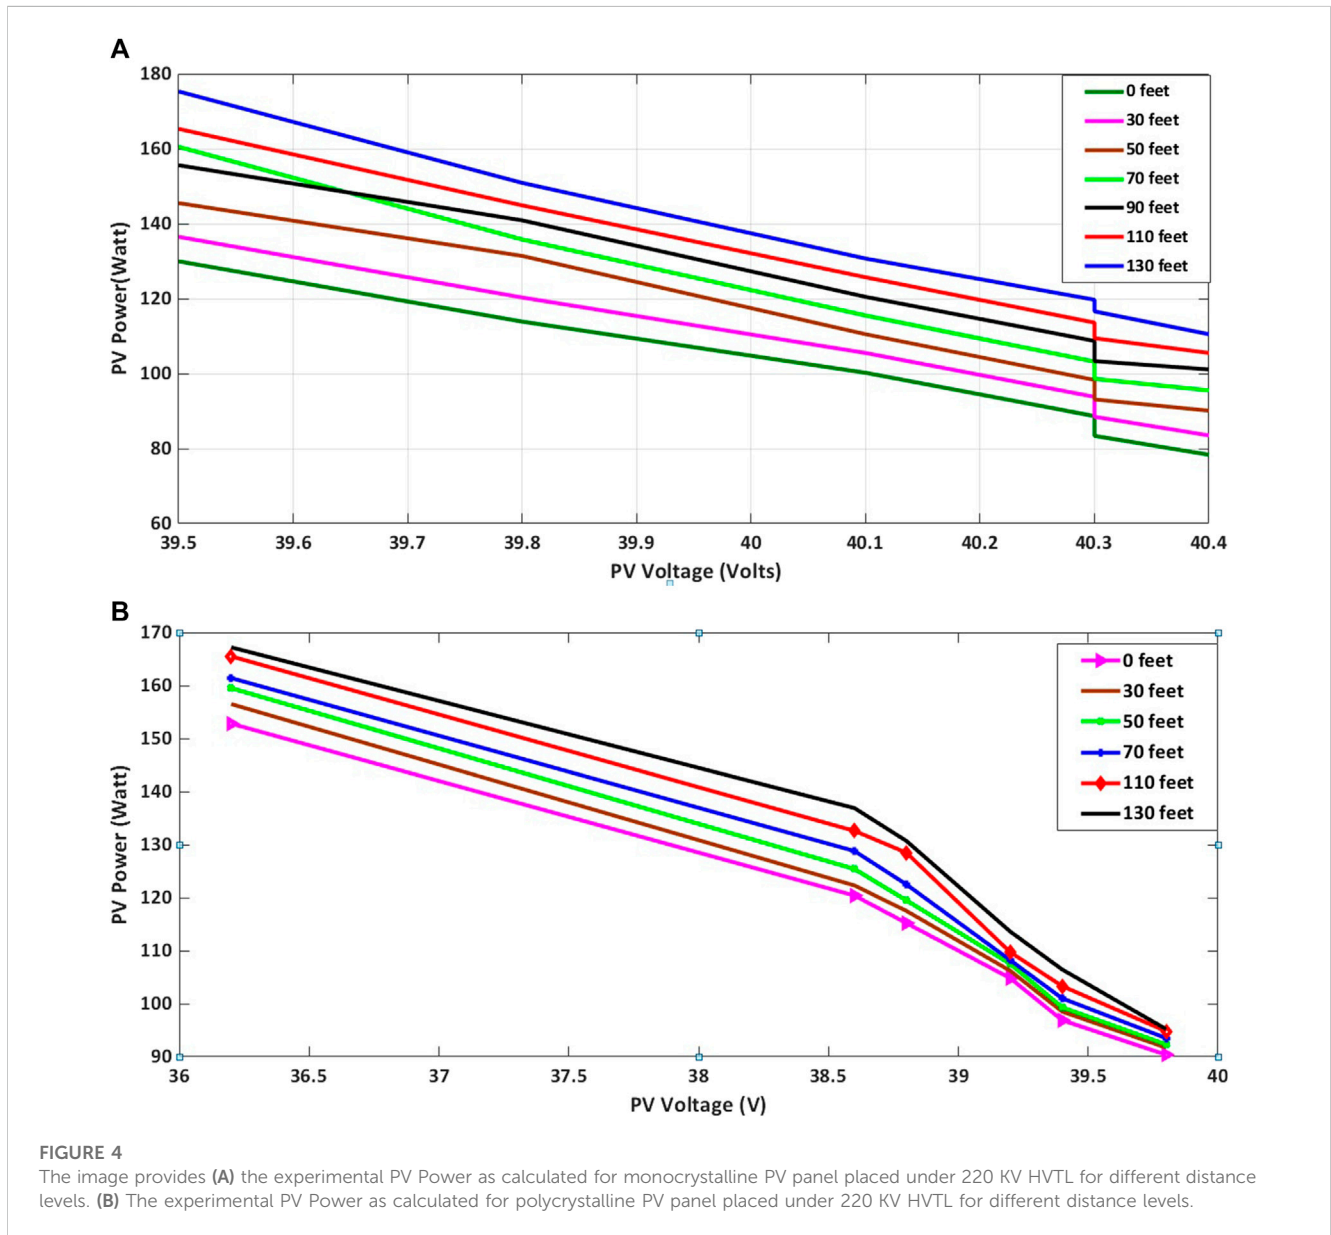 A
180
160
140
120
100
80
60
PV Power(Watt)
39.5 39.6 39.7 39.8 39.9 40 40.1 40.2 40.3 40.4
PV Voltage (Volts)
0 feet
30 feet
50 feet
70 feet
90 feet
110 feet
130 feet
B
170
160
150
140
130
120
110
100
90
PV Power (Watt)
36 36.5 37 37.5 38 38.5 39 39.5 40
PV Voltage (V)
0 feet
30 feet
50 feet
70 feet
110 feet
130 feet
FIGURE 4
The image provides (A) the experimental PV Power as calculated for monocrystalline PV panel placed under 220 KV HVTL for different distance
levels. (B) The experimental PV Power as calculated for polycrystalline PV panel placed under 220 KV HVTL for different distance levels.